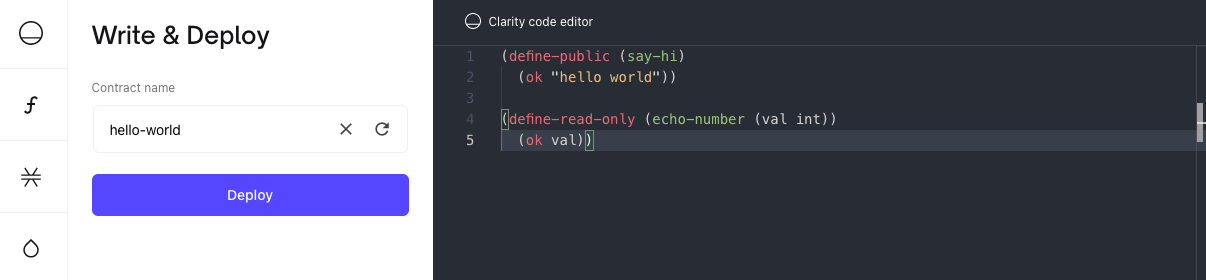 Write & Deploy
Contract name
hello-world
Deploy
Clarity code editor
1 (define-public (say-hi)
2   (ok "hello world"))
3
4 (define-read-only (echo-number (val int))
5   (ok val))